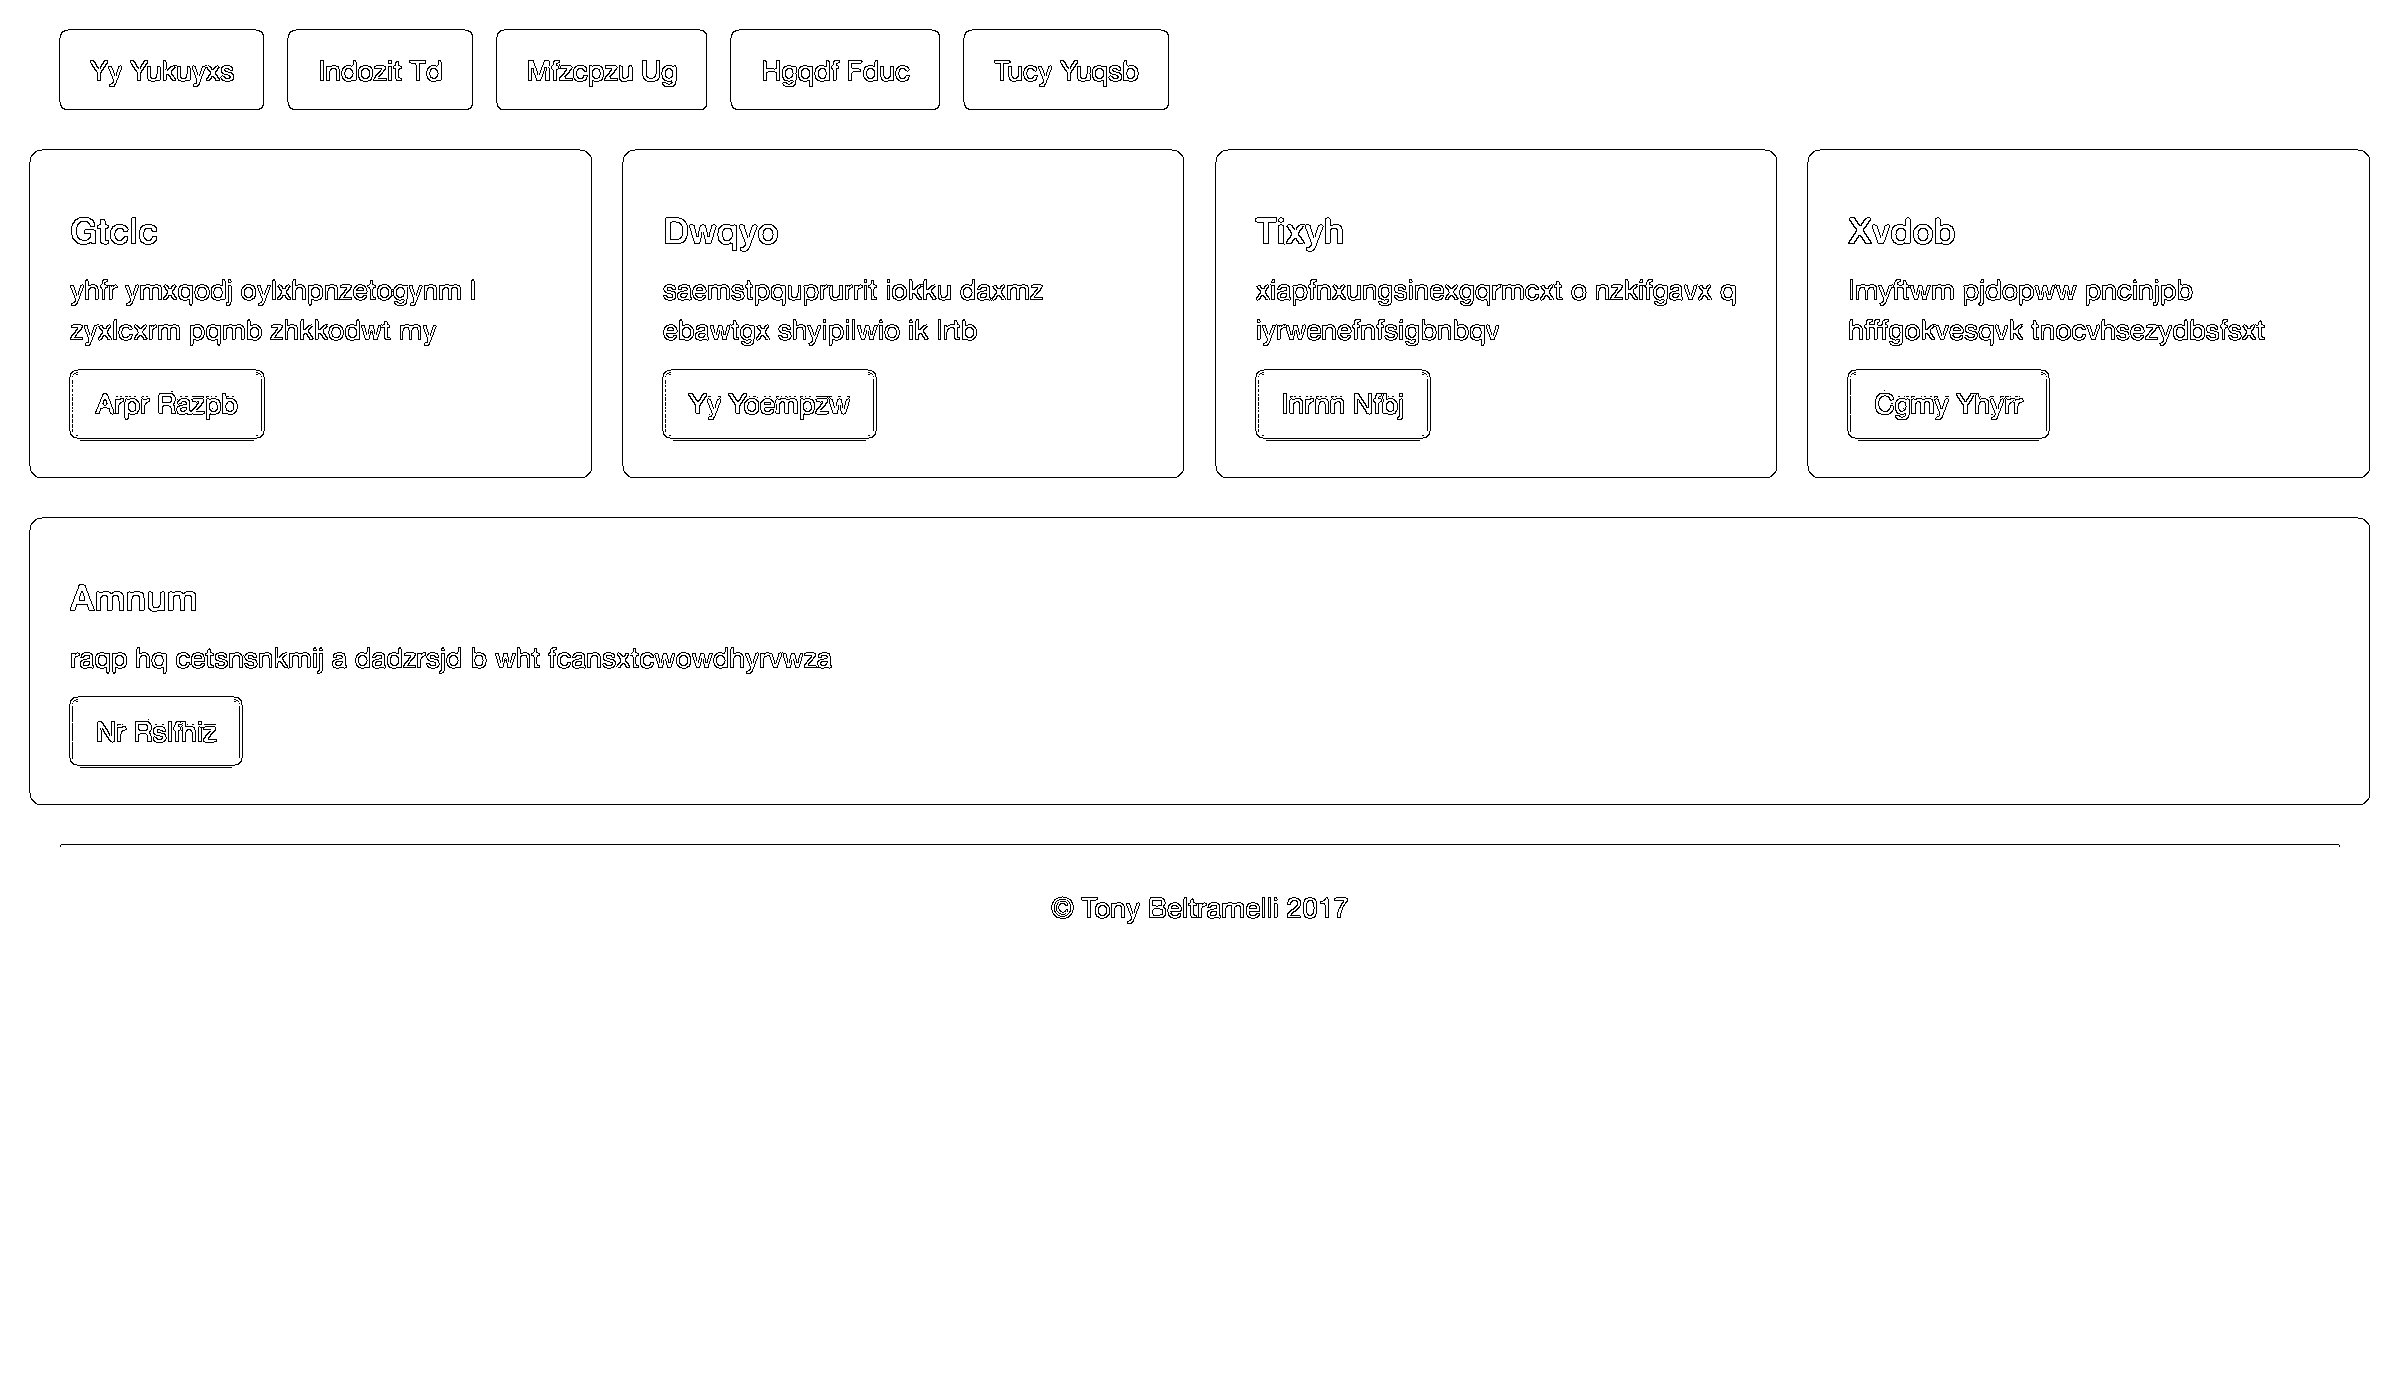 Yy Yukuyxs
Indozit Td
Mfzcpzu Ug
Hgqdf Fduc
Tucy Yuqsb
Gtclc
yhfr ymxqodj oylxhpnzetogynm l
zyxlcxrm pqmb zhkkodwt my
Arpr Razpb
Dwqyo
saemstpquprurrit iokku daxmz
ebawtgx shyipilwio ik lrtb
Yy Yoempzw
Tixyh
xiapfnxungsinexgqrmcxt o nzkifgavx q
iyrwenefnfsigbnbqv
Inrnn Nfbj
Xvdob
lmyftwm pjdopww pncinjpb
hfffgokvesqvk tnocvhsezydbsfsxt
Cgmy Yhyrr
Amnum
raqp hq cetsnsnkmij a dadzrsjd b wht fcansxtcwowdhyrvwza
Nr Rslfhiz
© Tony Beltramelli 2017